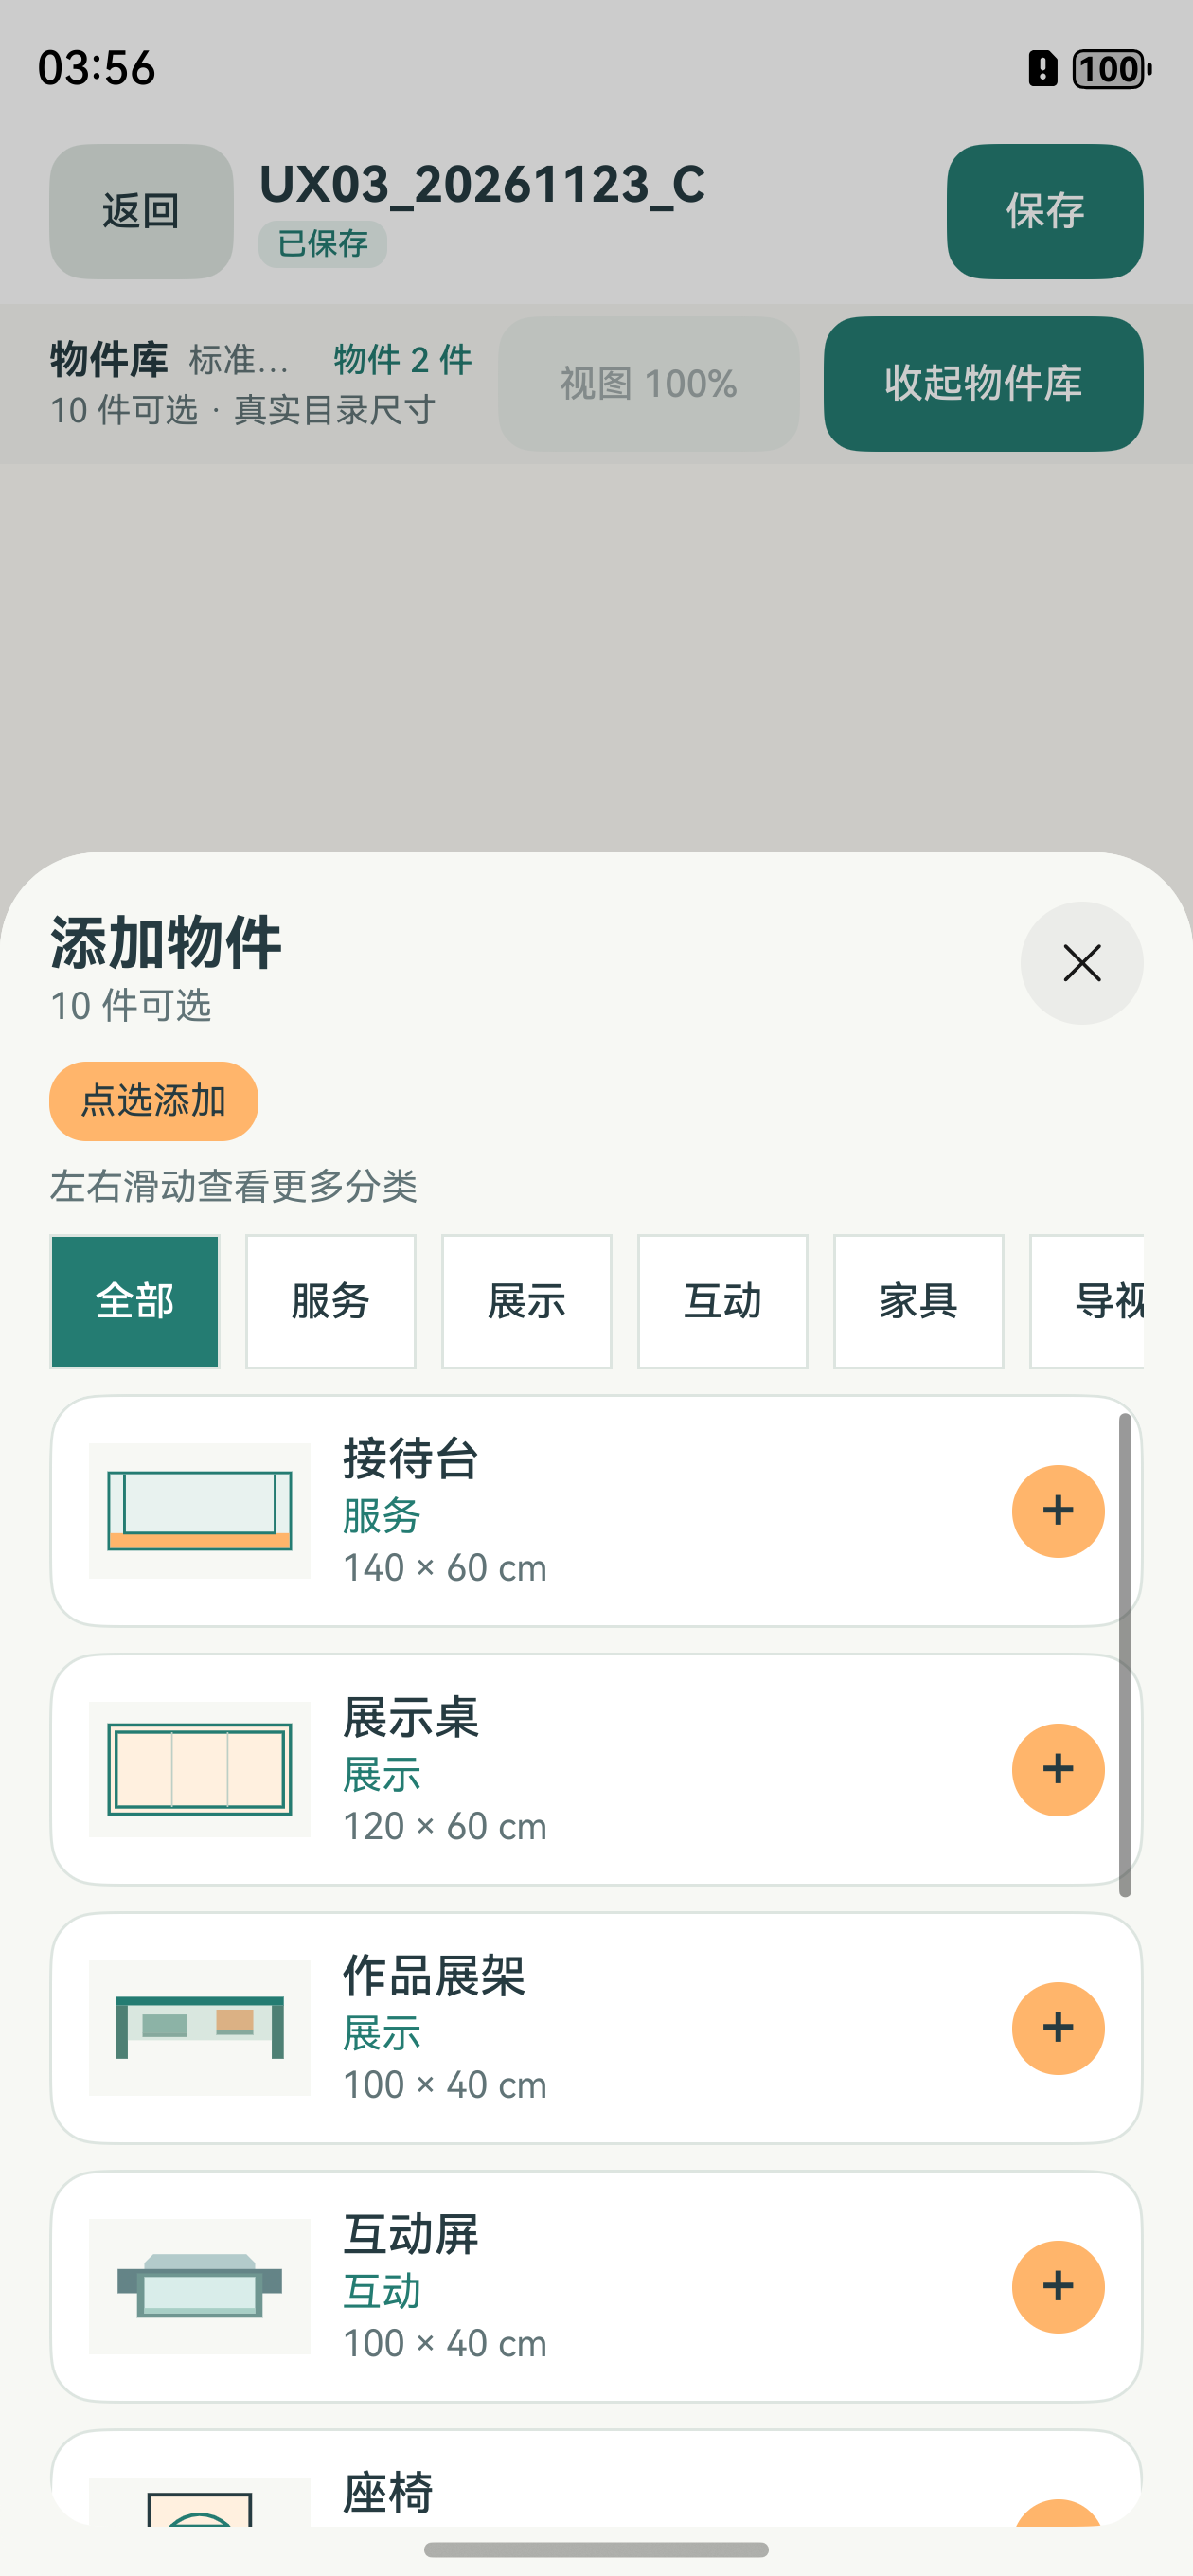 03:56
100
返回
UX03_20261123_C
已保存
保存
物件库 标准... 物件 2 件
10 件可选 · 真实目录尺寸
视图 100%
收起物件库
添加物件
10 件可选
点选添加
左右滑动查看更多分类
全部 服务 展示 互动 家具 导视
接待台
服务
140 × 60 cm
+
展示桌
展示
120 × 60 cm
+
作品展架
展示
100 × 40 cm
+
互动屏
互动
100 × 40 cm
+
座椅